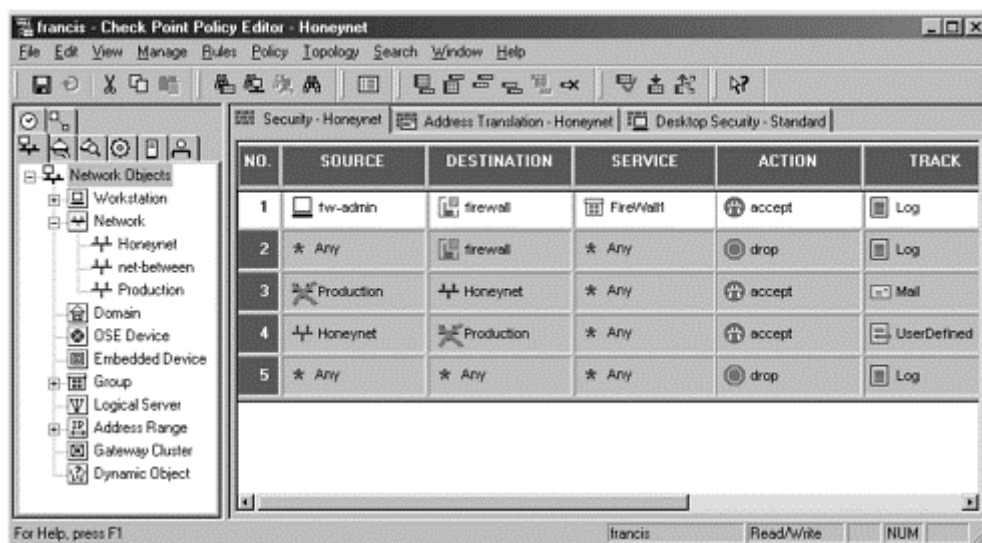 francis - Check Point Policy Editor - Honeynet
File Edit View Manage Rules Policy Topology Search Window Help
Security - Honeynet Address Translation - Honeynet Desktop Security - Standard
Network Objects
Workstation
Network
Honeynet
net-between
Production
Domain
OSE Device
Embedded Device
Group
Logical Server
Address Range
Gateway Cluster
Dynamic Object
NO. SOURCE DESTINATION SERVICE ACTION TRACK
1 fw-admin firewall FireWall1 accept Log
2 * Any firewall * Any drop Log
3 Production Honeynet * Any accept Mail
4 Honeynet Production * Any accept UserDefined
5 * Any * Any * Any drop Log
For Help, press F1 francis Read/Write NUM